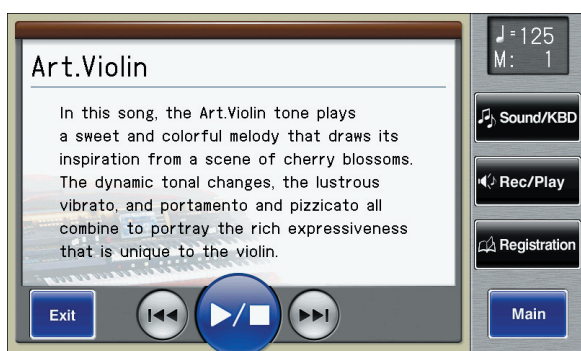 Art.Violin
In this song, the Art.Violin tone plays
a sweet and colorful melody that draws its
inspiration from a scene of cherry blossoms.
The dynamic tonal changes, the lustrous
vibrato, and portamento and pizzicato all
combine to portray the rich expressiveness
that is unique to the violin.
Exit
♩=125
M: 1
Sound/KBD
Rec/Play
Registration
Main